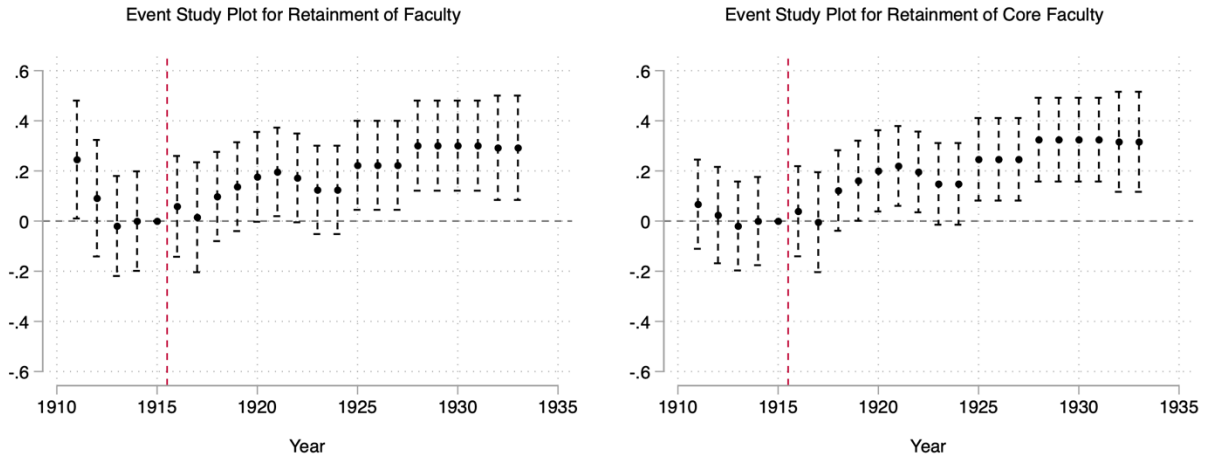 Event Study Plot for Retainment of Faculty
.6
.4
.2
0
-.2
-.4
-.6
1910 1915 1920 1925 1930 1935
Year
Event Study Plot for Retainment of Core Faculty
.6
.4
.2
0
-.2
-.4
-.6
1910 1915 1920 1925 1930 1935
Year